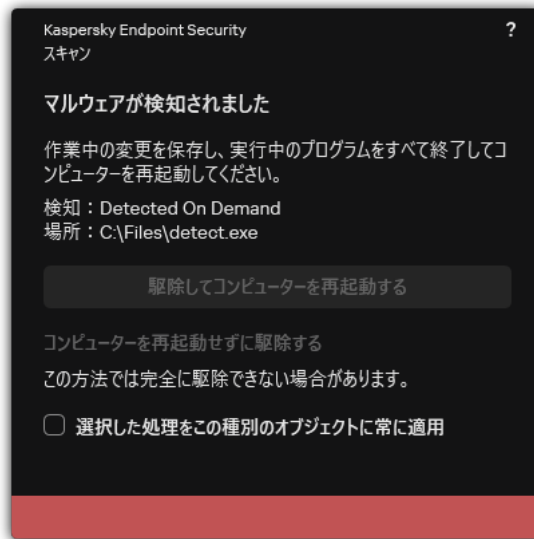 Kaspersky Endpoint Security
?
スキャン
マルウェアが検知されました
作業中の変更を保存し、実行中のプログラムをすべて終了してコ
ンピューターを再起動してください。
検知：Detected On Demand
場所：C:\Files\detect.exe
駆除してコンピューターを再起動する
コンピューターを再起動せずに駆除する
この方法では完全に駆除できない場合があります。
選択した処理をこの種別のオブジェクトに常に適用